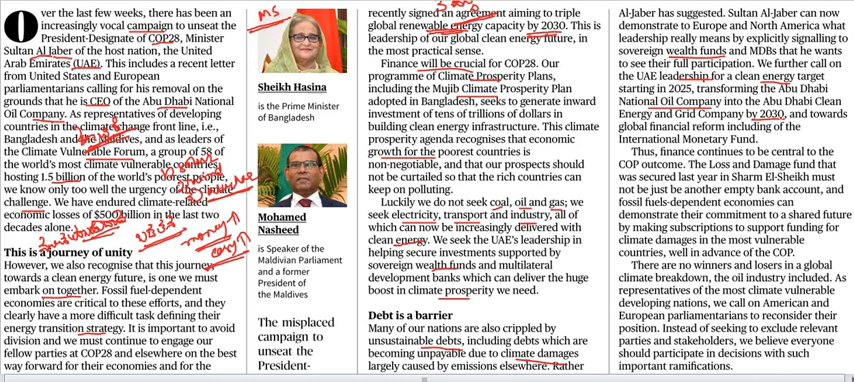 Over the last few weeks, there has been an
increasingly vocal campaign to unseat the
President-Designate of COP28, Minister
Sultan Al Jaber of the host nation, the United
Arab Emirates (UAE). This includes a recent letter
from United States and European
parliamentarians calling for his removal on the
grounds that he is CEO of the Abu Dhabi National
Oil Company. As representatives of developing
countries in the climate change front line, i.e.,
Bangladesh and the Maldives, and as leaders of
the Climate Vulnerable Forum, a group of 58 of
the world's most climate vulnerable countries,
hosting 1.5 billion of the world's poorest people,
we know only too well the urgency of the climate
challenge. We have endured climate-related
economic losses of $500 billion in the last two
decades alone.
This is a journey of unity
However, we also recognise that this journey
towards a clean energy future, is one we must
embark on together. Fossil fuel-dependent
economies are critical to these efforts, and they
clearly have a more difficult task defining their
energy transition strategy. It is important to avoid
division and we must continue to engage our
fellow parties at COP28 and elsewhere on the best
way forward for their economies and for the
MS
money
Sheikh Hasina
is the Prime Minister
of Bangladesh
Mohamed
Nasheed
is Speaker of the
Maldivian Parliament
and a former
President of
the Maldives
The misplaced
campaign to
unseat the
President-
recently signed an agreement aiming to triple
global renewable energy capacity by 2030. This is
leadership of our global clean energy future, in
the most practical sense.
Finance will be crucial for COP28. Our
programme of Climate Prosperity Plans,
including the Mujib Climate Prosperity Plan
adopted in Bangladesh, seeks to generate inward
investment of tens of trillions of dollars in
building clean energy infrastructure. This climate
prosperity agenda recognises that economic
growth for the poorest countries is
non-negotiable, and that our prospects should
not be curtailed so that the rich countries can
keep on polluting.
Luckily we do not seek coal, oil and gas; we
seek electricity, transport and industry, all of
which can now be increasingly delivered with
clean energy. We seek the UAE's leadership in
helping secure investments supported by
sovereign wealth funds and multilateral
development banks which can deliver the huge
boost in climate prosperity we need.
Debt is a barrier
Many of our nations are also crippled by
unsustainable debts, including debts which are
becoming unpayable due to climate damages
largely caused by emissions elsewhere. Rather
Al-Jaber has suggested. Sultan Al-Jaber can now
demonstrate to Europe and North America what
leadership really means by explicitly signalling to
sovereign wealth funds and MDBs that he wants
to see their full participation. We further call on
the UAE leadership for a clean energy target
starting in 2025, transforming the Abu Dhabi
National Oil Company into the Abu Dhabi Clean
Energy and Grid Company by 2030, and towards
global financial reform including of the
International Monetary Fund.
Thus, finance continues to be central to the
COP outcome. The Loss and Damage fund that
was secured last year in Sharm El-Sheikh must
not be just another empty bank account, and
fossil fuels-dependent economies can
demonstrate their commitment to a shared future
by making subscriptions to support funding for
climate damages in the most vulnerable
countries, well in advance of the COP.
There are no winners and losers in a global
climate breakdown, the oil industry included. As
representatives of the most climate vulnerable
developing nations, we call on American and
European parliamentarians to reconsider their
position. Instead of seeking to exclude relevant
parties and stakeholders, we believe everyone
should participate in decisions with such
important ramifications.